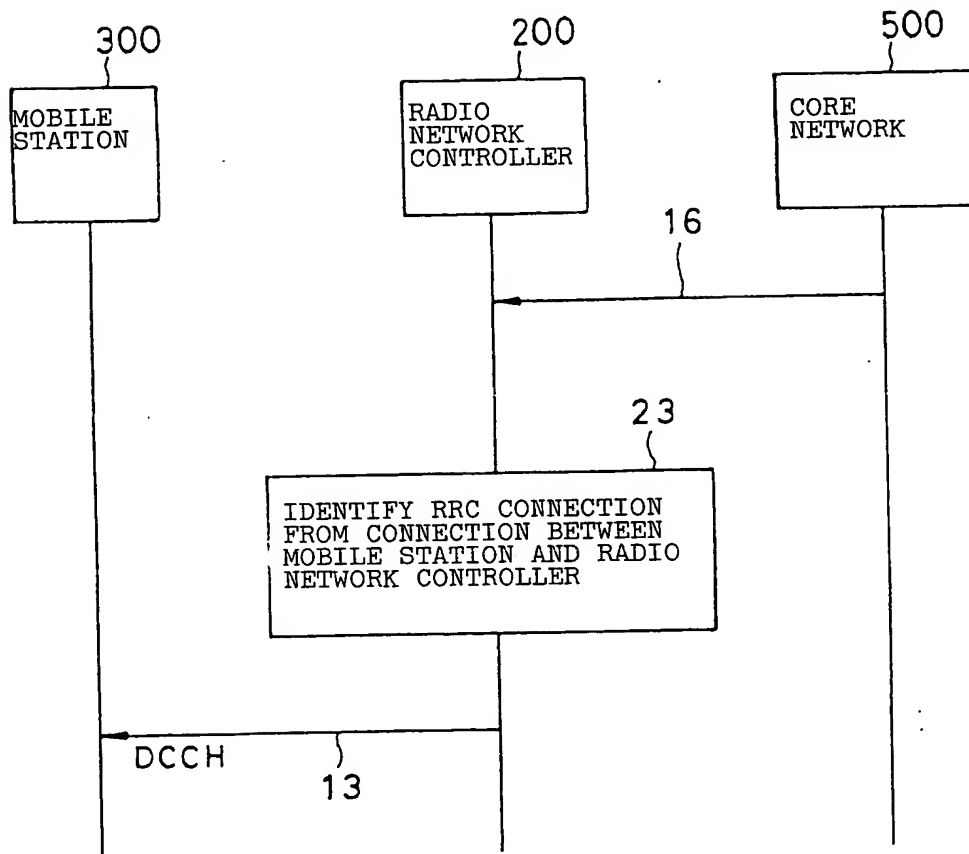 300
200
500
MOBILE
STATION
RADIO
NETWORK
CONTROLLER
CORE
NETWORK
16
23
IDENTIFY RRC CONNECTION
FROM CONNECTION BETWEEN
MOBILE STATION AND RADIO
NETWORK CONTROLLER
DCCH
13